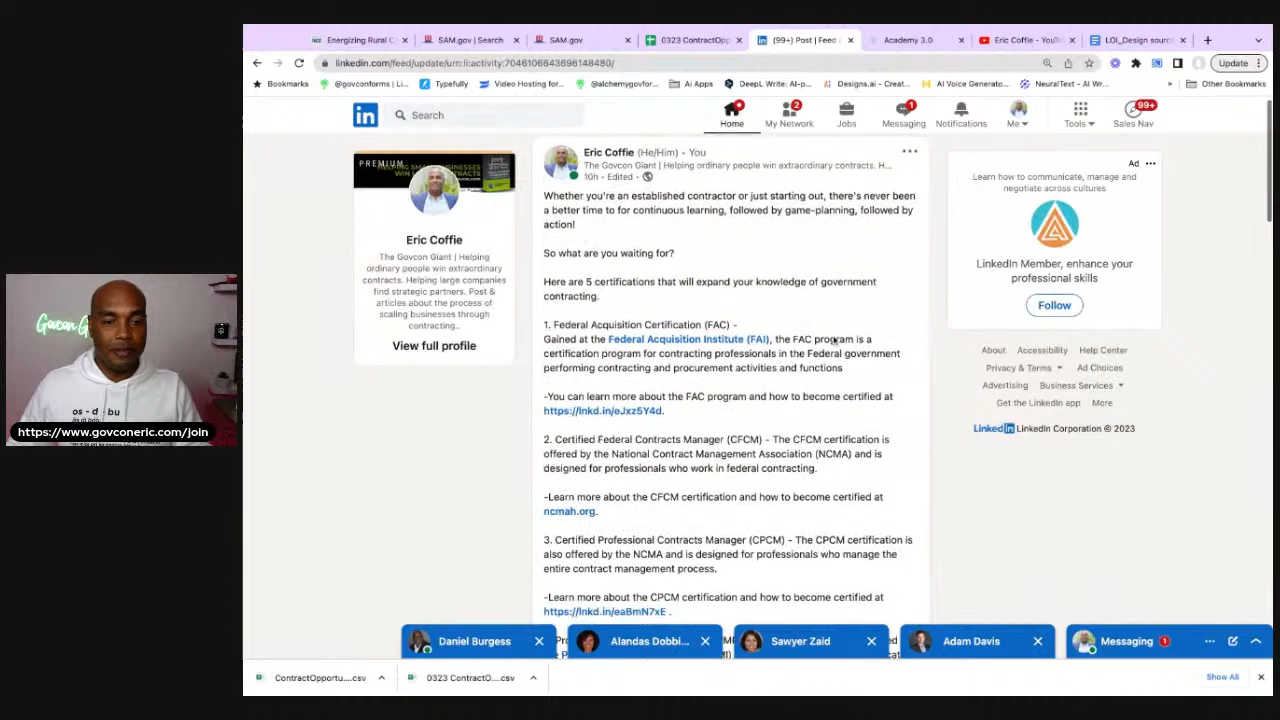 Energizing Rural C
SAM.gov | Search
SAM.gov
0323 ContractOpp
(99+) Post | Feed
Academy 3.0
Eric Coffie - YouT
LOI_Design sourc
linkedin.com/feed/update/urn:li:activity:7046106643696148480/
Update
Bookmarks
@govconforms | Li...
Typefully
Video Hosting for...
@alchemygovfor...
Ai Apps
DeepL Write: AI-p...
Designs.ai - Creat...
AI Voice Generato...
NeuralText - AI Wr...
»
Other Bookmarks
in
Search
Home
2
My Network
Jobs
1
Messaging
Notifications
Me
Tools
99+
Sales Nav
PREMIUM
Eric Coffie
The Govcon Giant | Helping
ordinary people win extraordinary
contracts. Helping large companies
find strategic partners. Post &
articles about the process of
scaling businesses through
contracting..
View full profile
Eric Coffie (He/Him) • You
The Govcon Giant | Helping ordinary people win extraordinary contracts. H...
10h • Edited •
Whether you're an established contractor or just starting out, there's never been
a better time to for continuous learning, followed by game-planning, followed by
action!
So what are you waiting for?
Here are 5 certifications that will expand your knowledge of government
contracting.
1. Federal Acquisition Certification (FAC) -
Gained at the Federal Acquisition Institute (FAI), the FAC program is a
certification program for contracting professionals in the Federal government
performing contracting and procurement activities and functions
-You can learn more about the FAC program and how to become certified at
https://lnkd.in/eJxz5Y4d.
2. Certified Federal Contracts Manager (CFCM) - The CFCM certification is
offered by the National Contract Management Association (NCMA) and is
designed for professionals who work in federal contracting.
-Learn more about the CFCM certification and how to become certified at
ncmah.org.
3. Certified Professional Contracts Manager (CPCM) - The CPCM certification is
also offered by the NCMA and is designed for professionals who manage the
entire contract management process.
-Learn more about the CPCM certification and how to become certified at
https://lnkd.in/eaBmN7xE .
Ad
Learn how to communicate, manage and
negotiate across cultures
LinkedIn Member, enhance your
professional skills
Follow
About Accessibility Help Center
Privacy & Terms Ad Choices
Advertising Business Services
Get the LinkedIn app More
Linkedin LinkedIn Corporation © 2023
Daniel Burgess
Alandas Dobbi...
Sawyer Zaid
Adam Davis
Messaging 1
ContractOpportu....csv
0323 ContractO....csv
Show All
Govcon G
os - d - bu
https://www.govconeric.com/join